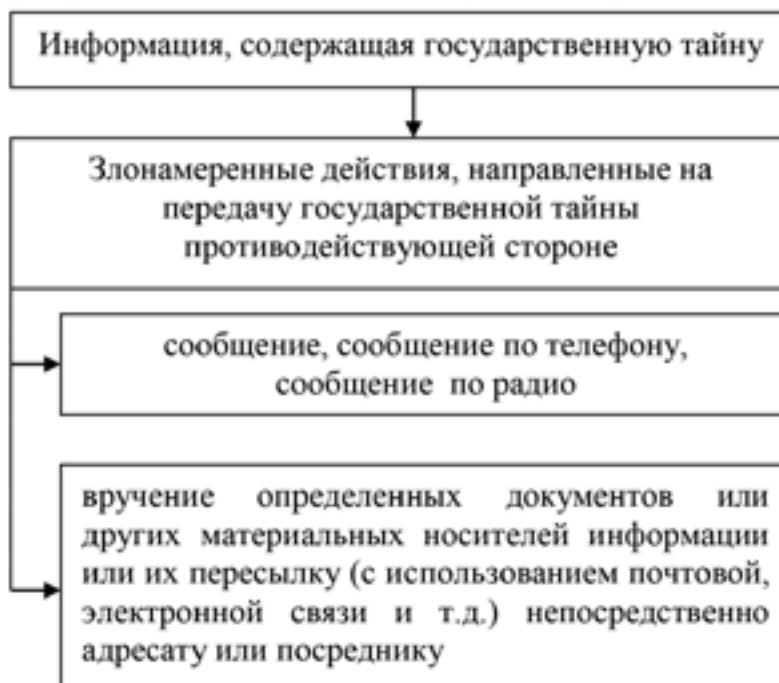 Информация, содержащая государственную тайну
Злонамеренные действия, направленные на
передачу государственной тайны
противодействующей стороне
сообщение, сообщение по телефону,
сообщение по радио
вручение определенных документов или
других материальных носителей информации
или их пересылку (с использованием почтовой,
электронной связи и т.д.) непосредственно
адресату или посреднику